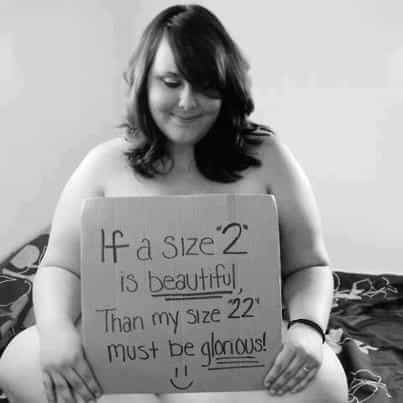 If a size "2"
is beautiful,
Than my size "22"
must be glorious!
:)